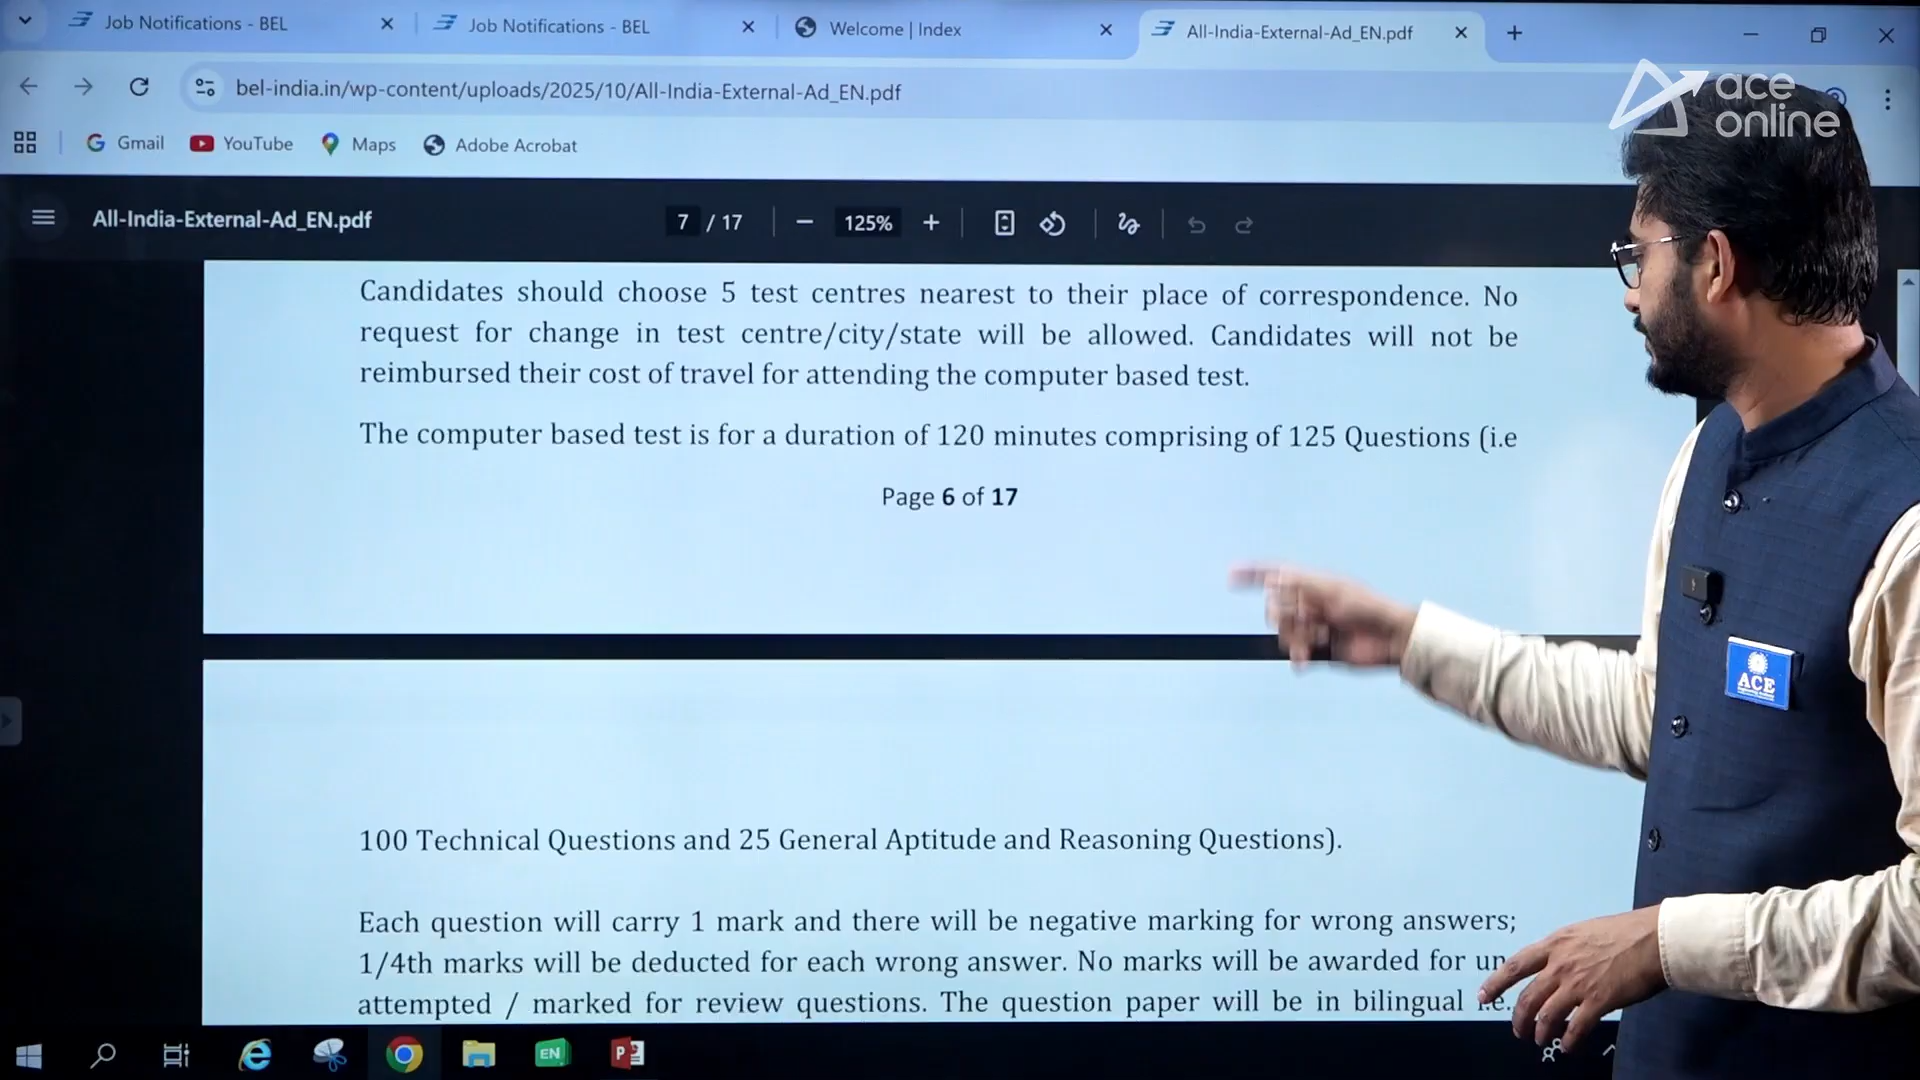 Job Notifications - BEL
Job Notifications - BEL
Welcome | Index
All-India-External-Ad_EN.pdf
bel-india.in/wp-content/uploads/2025/10/All-India-External-Ad_EN.pdf
ace
online
Gmail
YouTube
Maps
Adobe Acrobat
All-India-External-Ad_EN.pdf
7 / 17
125%
Candidates should choose 5 test centres nearest to their place of correspondence. No
request for change in test centre/city/state will be allowed. Candidates will not be
reimbursed their cost of travel for attending the computer based test.
The computer based test is for a duration of 120 minutes comprising of 125 Questions (i.e
Page 6 of 17
ACE
100 Technical Questions and 25 General Aptitude and Reasoning Questions).
Each question will carry 1 mark and there will be negative marking for wrong answers;
1/4th marks will be deducted for each wrong answer. No marks will be awarded for un-
attempted / marked for review questions. The question paper will be in bilingual i.e.
EN